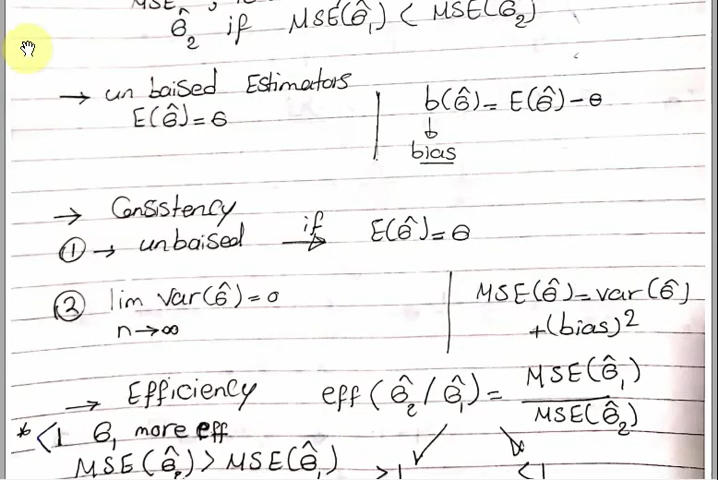 θ̂₂ if MSE(θ̂₁) < MSE(θ̂₂)
→ un baised Estimators
E(θ̂) = θ
b(θ̂) = E(θ̂) - θ
↓
bias
→ Consistency
① → unbaised if E(θ̂) = θ
② lim Var(θ̂) = 0
n→∞
MSE(θ̂) = var(θ̂)
+(bias)²
→ Efficiency eff(θ̂₂/θ̂₁) = MSE(θ̂₁)
MSE(θ̂₂)
* <1 θ̂₁ more eff
MSE(θ̂₂) > MSE(θ̂₁) >1 <1